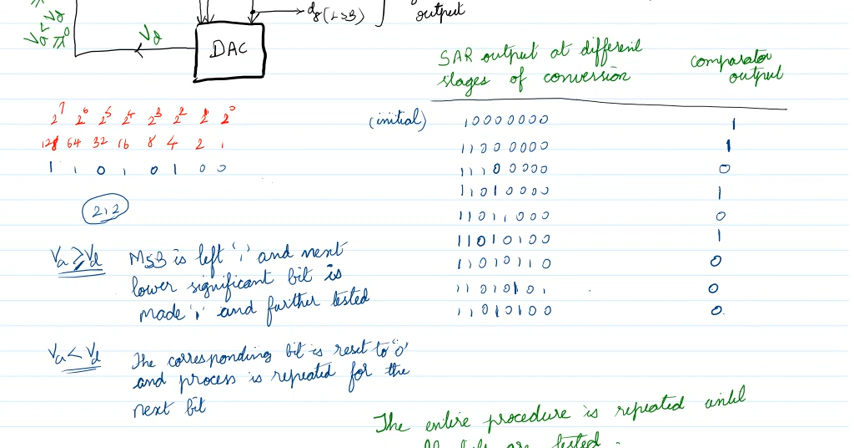 d8(LSB)
output
Vd
DAC
SAR output at different
stages of conversion
comparator
output
2^7 2^6 2^5 2^4 2^3 2^2 2^1 2^0
128 64 32 16 8 4 2 1
1 1 0 1 0 1 0 0
212
(initial) 10000000 1
11000000 1
11100000 0
11010000 1
11011000 0
11010100 1
11010110 0
11010101 0
11010100 0
Va ≥ Vd MSB is left '1' and next
lower significant bit is
made '1' and further tested
Va < Vd The corresponding bit is reset to '0'
and process is repeated for the
next bit
The entire procedure is repeated until
are tested.